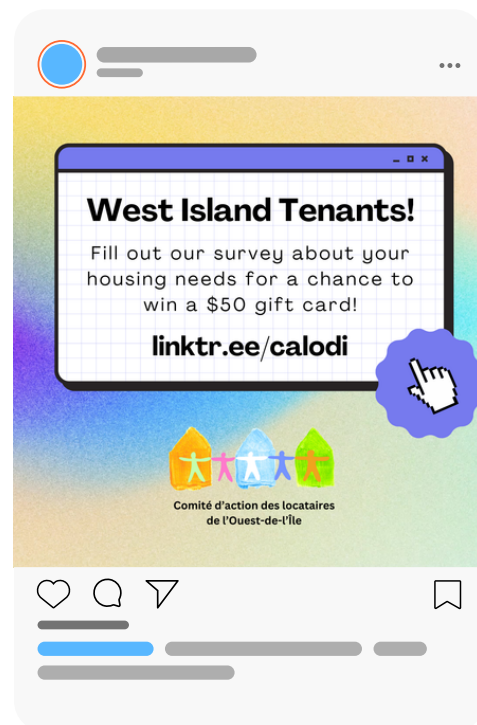 West Island Tenants!
Fill out our survey about your
housing needs for a chance to
win a $50 gift card!
linktr.ee/calodi
Comité d'action des locataires
de l'Ouest-de-l'Île